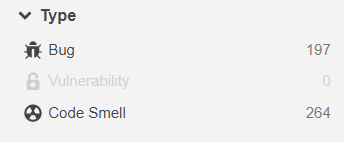 Type
Bug 197
Vulnerability 0
Code Smell 264